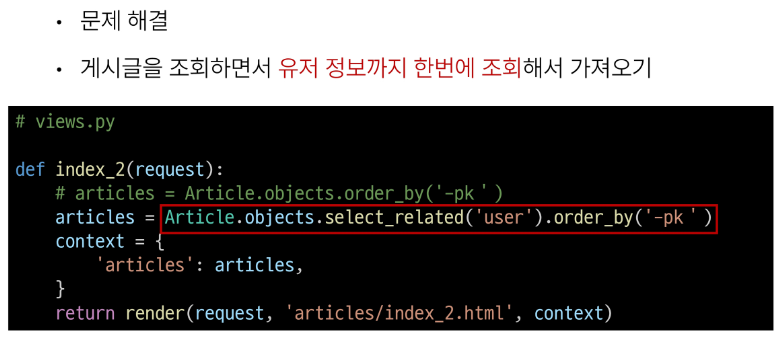 • 문제 해결
• 게시글을 조회하면서 유저 정보까지 한번에 조회해서 가져오기
# views.py
def index_2(request):
    # articles = Article.objects.order_by('-pk')
    articles = Article.objects.select_related('user').order_by('-pk')
    context = {
        'articles': articles,
    }
    return render(request, 'articles/index_2.html', context)